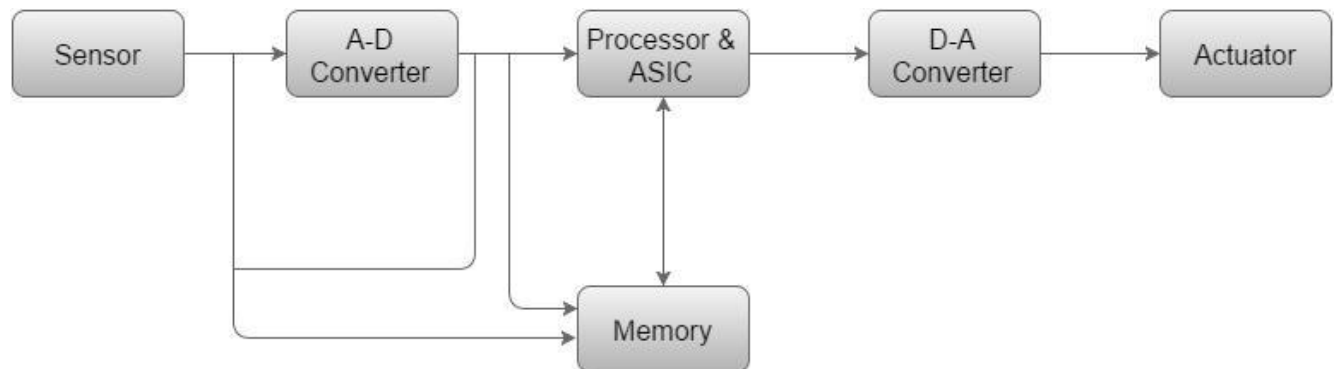 Sensor
A-D
Converter
Processor &
ASIC
D-A
Converter
Actuator
Memory